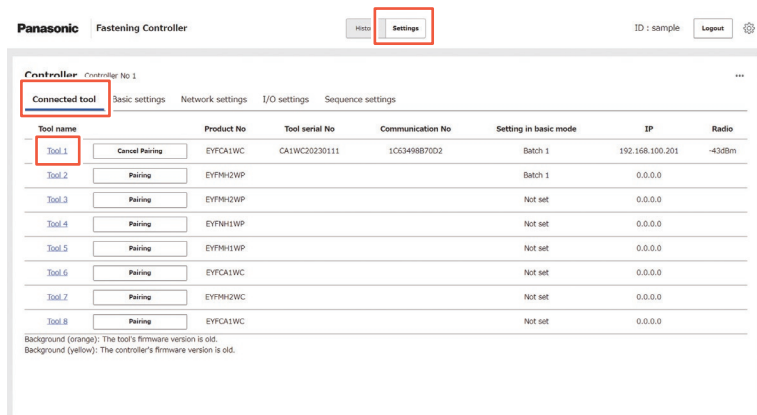 Panasonic Fastening Controller Histo Settings ID : sample Logout
Controller Controller No 1 ...
Connected tool Basic settings Network settings I/O settings Sequence settings
Tool name Product No Tool serial No Communication No Setting in basic mode IP Radio
Tool 1 Cancel Pairing EYFCA1WC CA1WC20230111 1C63498B70D2 Batch 1 192.168.100.201 -43dBm
Tool 2 Pairing EYFMH2WP Batch 1 0.0.0.0
Tool 3 Pairing EYFMH2WP Not set 0.0.0.0
Tool 4 Pairing EYFNH1WP Not set 0.0.0.0
Tool 5 Pairing EYFMH1WP Not set 0.0.0.0
Tool 6 Pairing EYFCA1WC Not set 0.0.0.0
Tool 7 Pairing EYFMH2WC Not set 0.0.0.0
Tool 8 Pairing EYFCA1WC Not set 0.0.0.0
Background (orange): The tool's firmware version is old.
Background (yellow): The controller's firmware version is old.